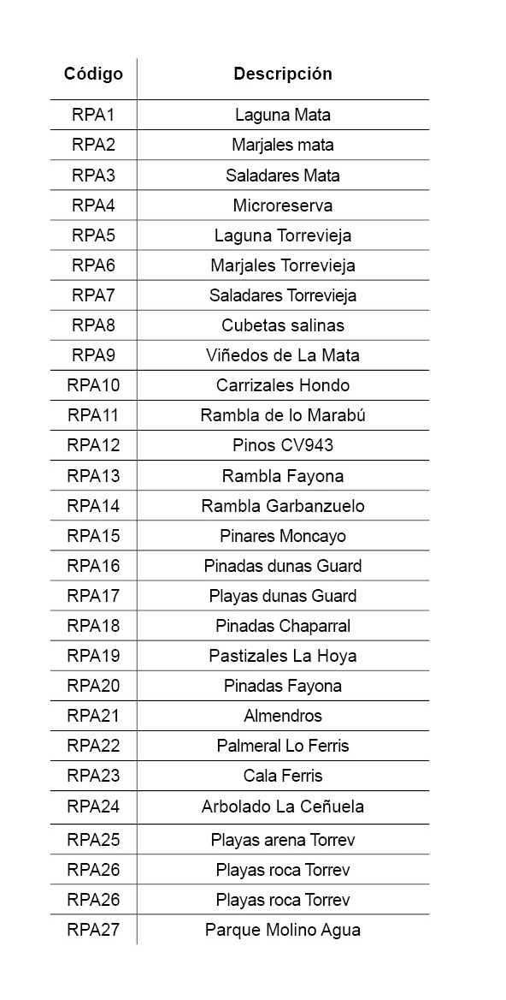 Código Descripción
RPA1 Laguna Mata
RPA2 Marjales mata
RPA3 Saladares Mata
RPA4 Microreserva
RPA5 Laguna Torrevieja
RPA6 Marjales Torrevieja
RPA7 Saladares Torrevieja
RPA8 Cubetas salinas
RPA9 Viñedos de La Mata
RPA10 Carrizales Hondo
RPA11 Rambla de lo Marabú
RPA12 Pinos CV943
RPA13 Rambla Fayona
RPA14 Rambla Garbanzuelo
RPA15 Pinares Moncayo
RPA16 Pinadas dunas Guard
RPA17 Playas dunas Guard
RPA18 Pinadas Chaparral
RPA19 Pastizales La Hoya
RPA20 Pinadas Fayona
RPA21 Almendros
RPA22 Palmeral Lo Ferris
RPA23 Cala Ferris
RPA24 Arbolado La Ceñuela
RPA25 Playas arena Torrev
RPA26 Playas roca Torrev
RPA26 Playas roca Torrev
RPA27 Parque Molino Agua